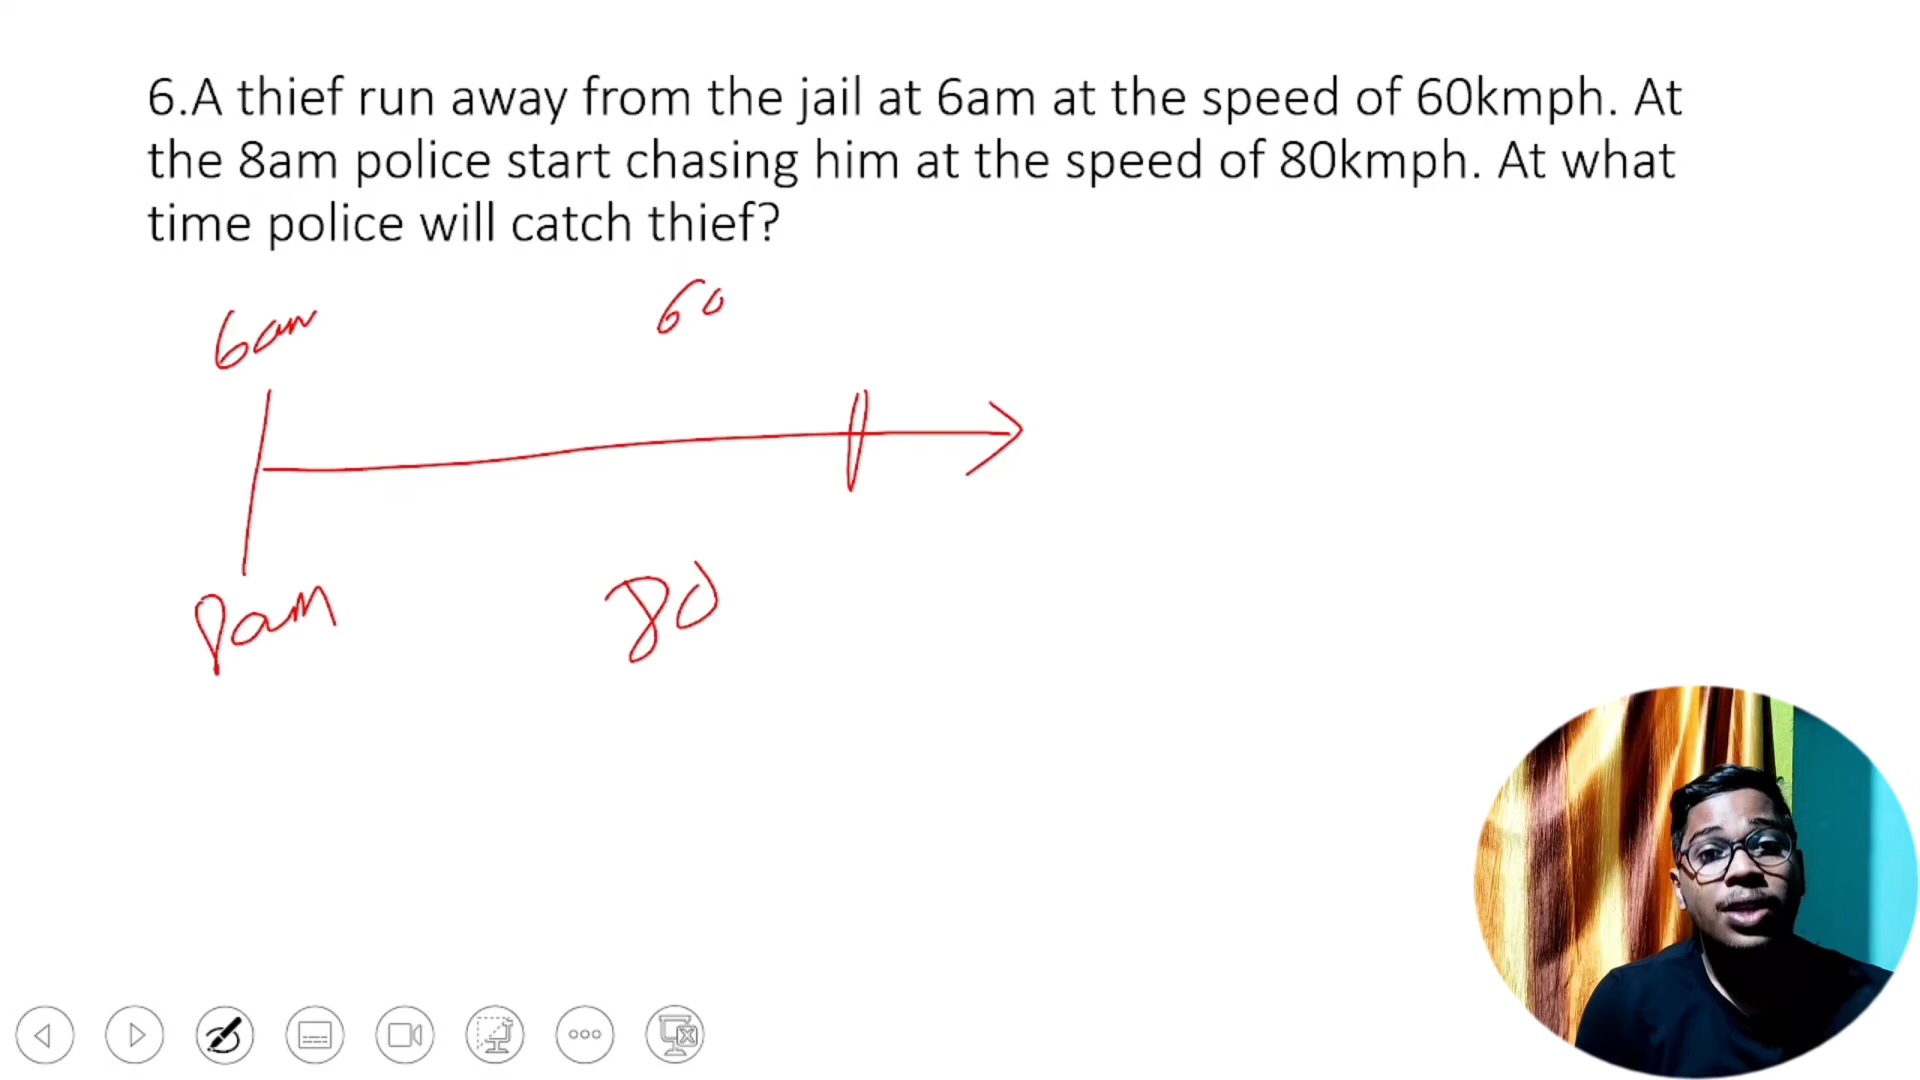 6.A thief run away from the jail at 6am at the speed of 60kmph. At
the 8am police start chasing him at the speed of 80kmph. At what
time police will catch thief?
6am
60
8am
80